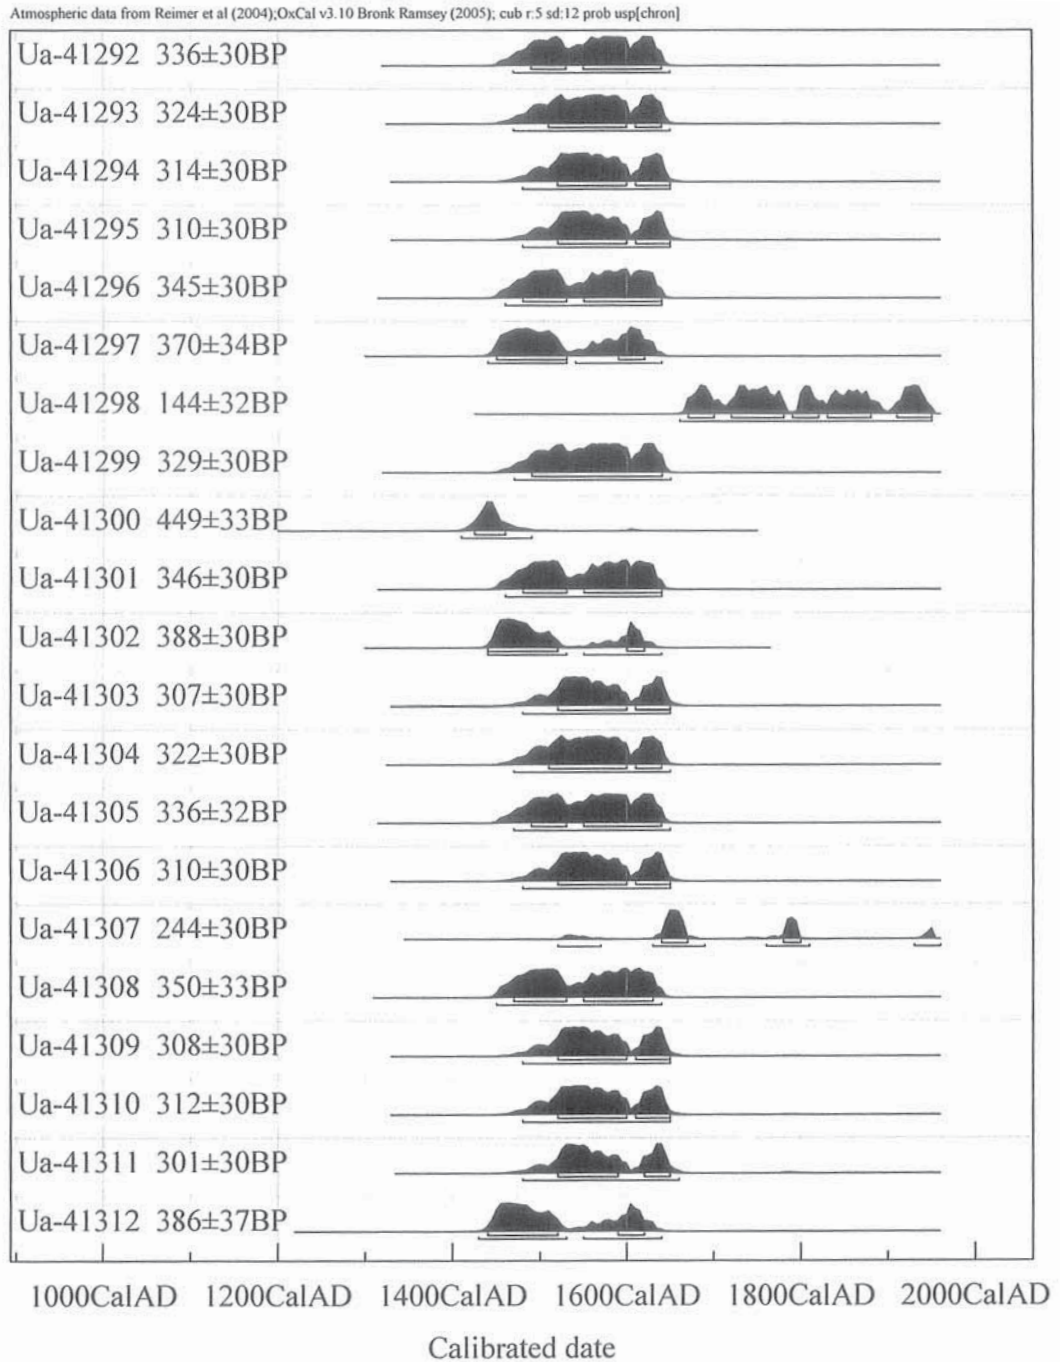 Atmospheric data from Reimer et al (2004);OxCal v3.10 Bronk Ramsey (2005); cub r:5 sd:12 prob usp[chron]
Ua-41292 336±30BP
Ua-41293 324±30BP
Ua-41294 314±30BP
Ua-41295 310±30BP
Ua-41296 345±30BP
Ua-41297 370±34BP
Ua-41298 144±32BP
Ua-41299 329±30BP
Ua-41300 449±33BP
Ua-41301 346±30BP
Ua-41302 388±30BP
Ua-41303 307±30BP
Ua-41304 322±30BP
Ua-41305 336±32BP
Ua-41306 310±30BP
Ua-41307 244±30BP
Ua-41308 350±33BP
Ua-41309 308±30BP
Ua-41310 312±30BP
Ua-41311 301±30BP
Ua-41312 386±37BP
1000CalAD 1200CalAD 1400CalAD 1600CalAD 1800CalAD 2000CalAD
Calibrated date